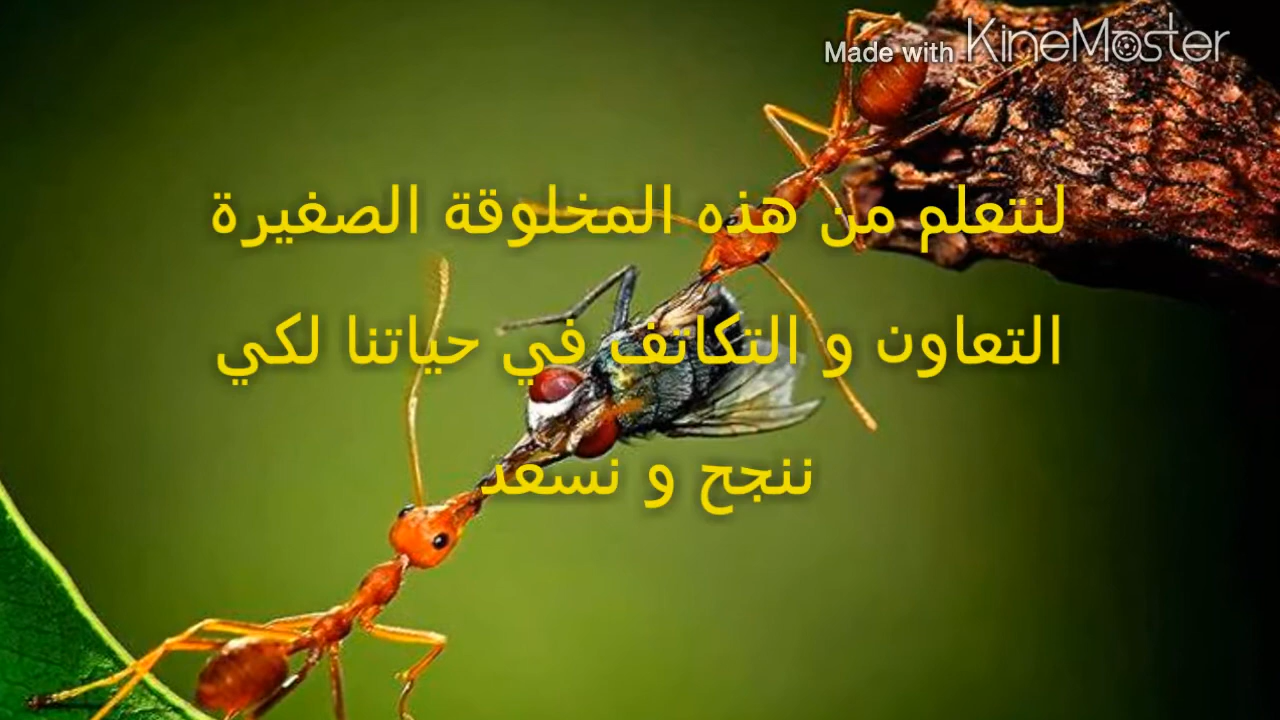 Made with KineMaster
لنتعلم من هذه المخلوقة الصغيرة
التعاون و التكاتف في حياتنا لكي
ننجح و نسعد